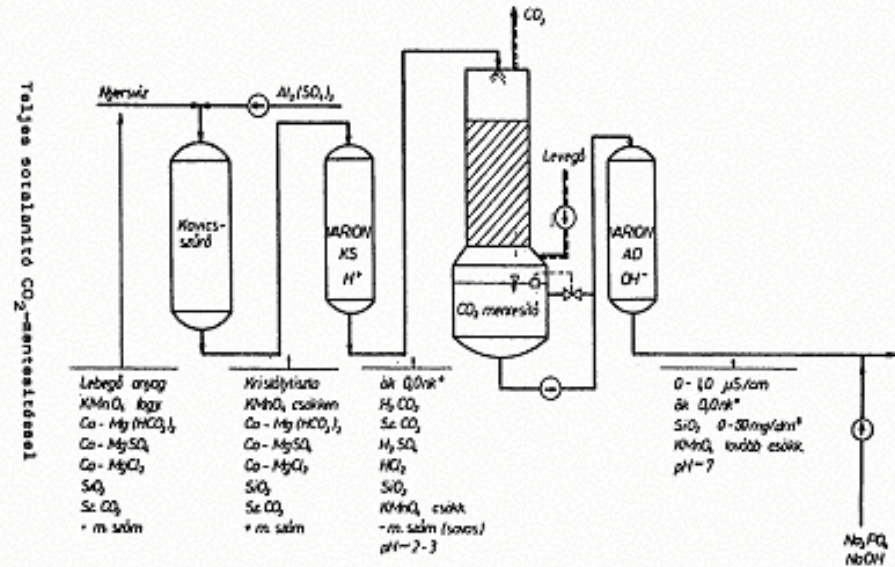 Teljes soralanító CO₂-mentesítéssel
CO₂
Nyersvíz
Al₂(SO₄)₃
Levegő
Kavics-
szűrő
VARION
KS
H⁺
VARION
AD
OH⁻
CO₂ mentesítő
Lebegő anyag
KMnO₄ fogy
Ca-Mg(HCO₃)₂
Ca-MgSO₄
Ca-MgCl₂
SiO₂
Sz CO₂
+ m. szám
Kristálytiszta
KMnO₄ csökken
Ca-Mg(HCO₃)₂
Ca-MgSO₄
Ca-MgCl₂
SiO₂
Sz CO₂
+ m. szám
ök 0,0nk°
H₂CO₃
Sz CO₂
H₂SO₄
HCl₂
SiO₂
KMnO₄ csökk
- m. szám (savas)
pH~2-3
0-1,0 μS/cm
ök 0,0nk°
SiO₂ 0-50mg/dm³
KMnO₄ tovább csökk.
pH~7
Na₃PO₄
NaOH